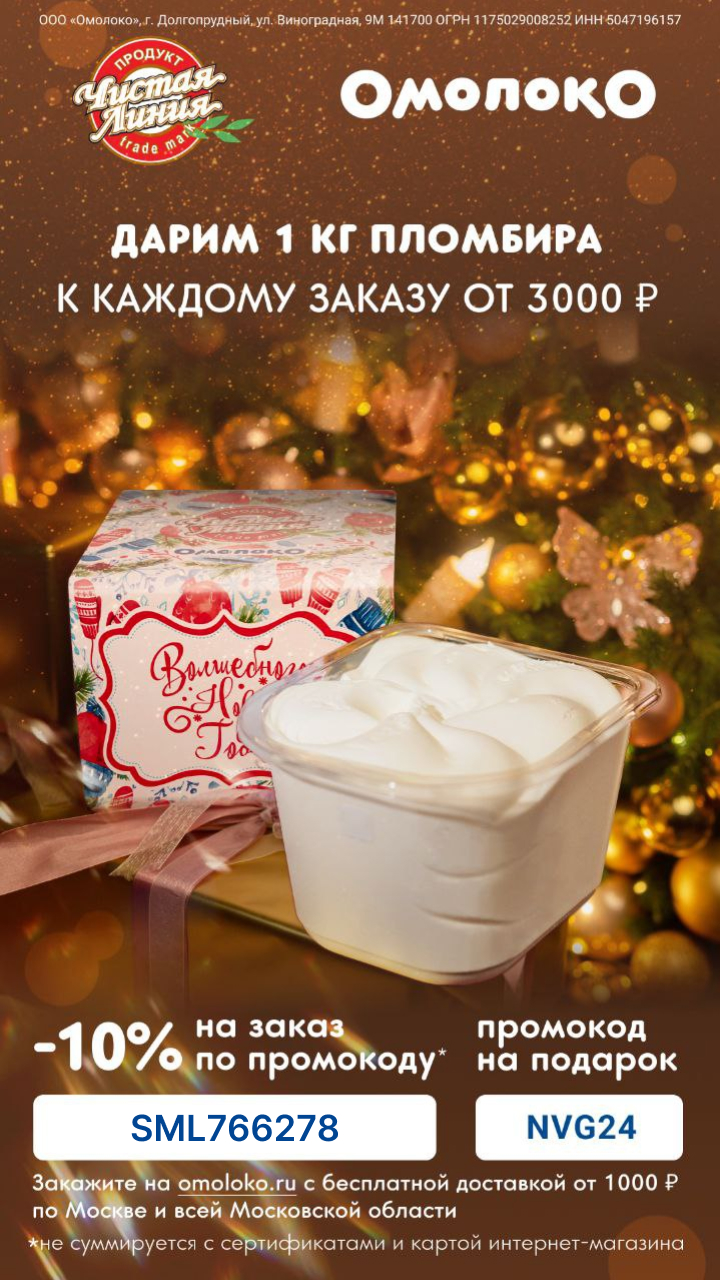 ООО «Омолоко», г. Долгопрудный, ул. Виноградная, 9М 141700 ОГРН 1175029008252 ИНН 5047196157
ПРОДУКТ
Чистая
Линия
trade mark
Омолоко
ДАРИМ 1 КГ ПЛОМБИРА
К КАЖДОМУ ЗАКАЗУ ОТ 3000 ₽
Чистая
Линия
Омолоко
Волшебного
-10% на заказ
по промокоду*
промокод
на подарок
SML766278
NVG24
Закажите на omoloko.ru с бесплатной доставкой от 1000 ₽
по Москве и всей Московской области
*не суммируется с сертификатами и картой интернет-магазина